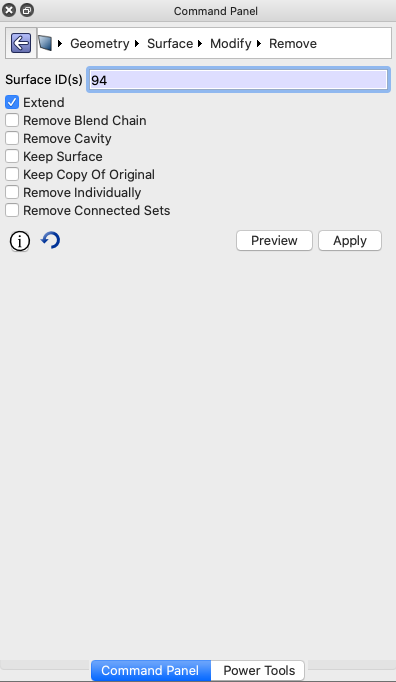 Command Panel
Geometry Surface Modify Remove
Surface ID(s) 94
Extend
Remove Blend Chain
Remove Cavity
Keep Surface
Keep Copy Of Original
Remove Individually
Remove Connected Sets
Preview Apply
Command Panel Power Tools